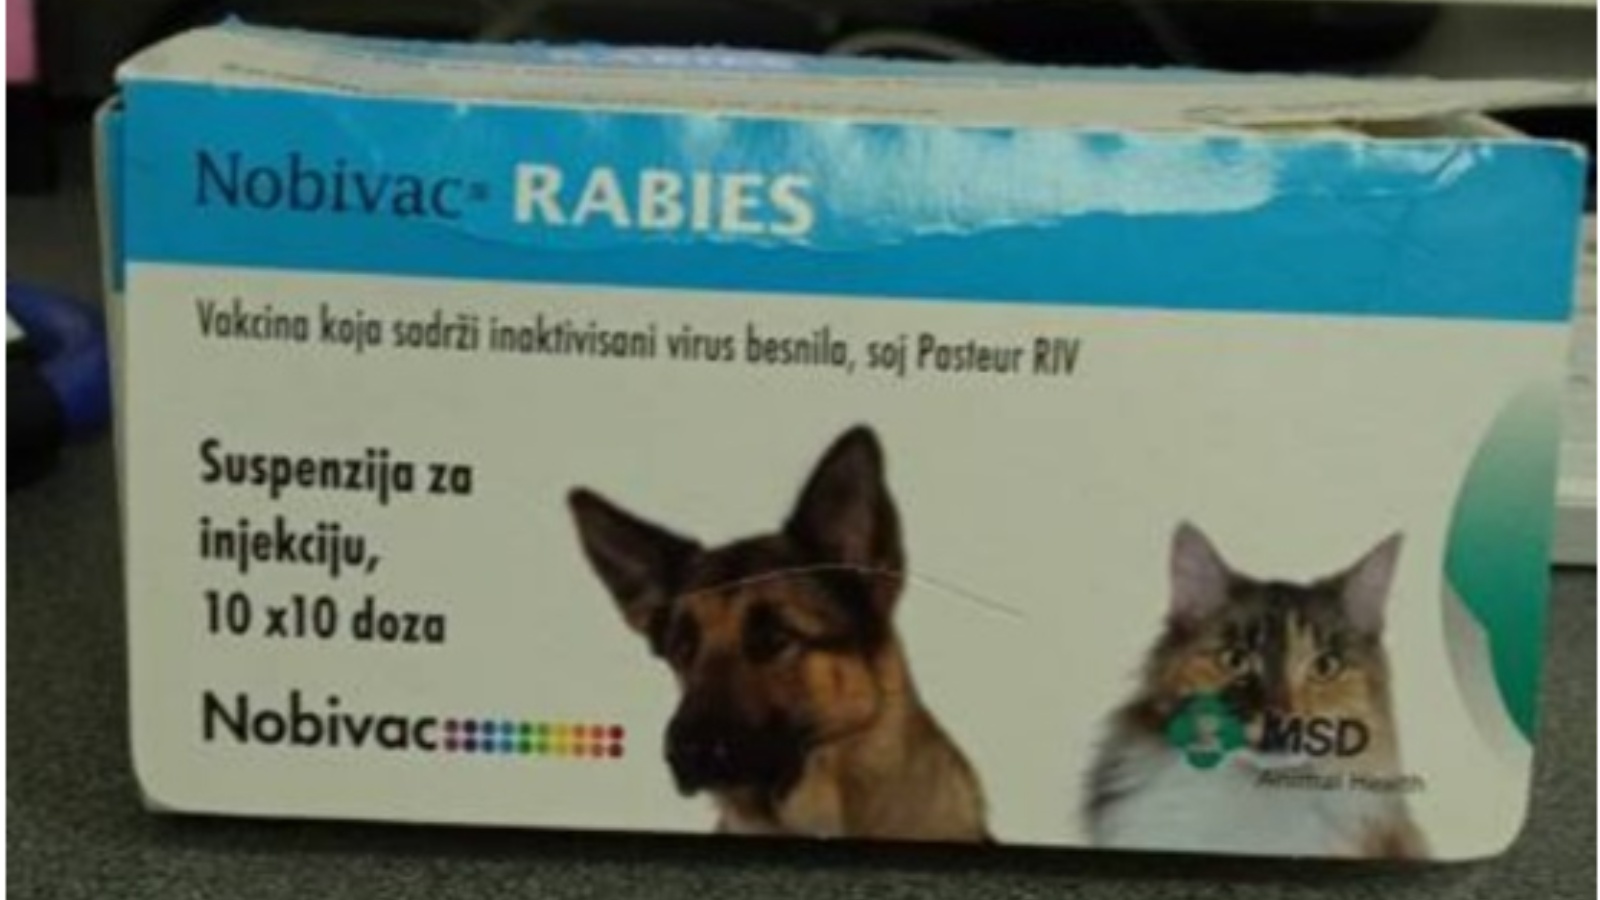 Nobivac® RABIES
Vakcina koja sadrži inaktivisani virus besnila, soj Pasteur RIV
Suspenzija za
injekciju,
10 x10 doza
Nobivac
MSD
Animal Health